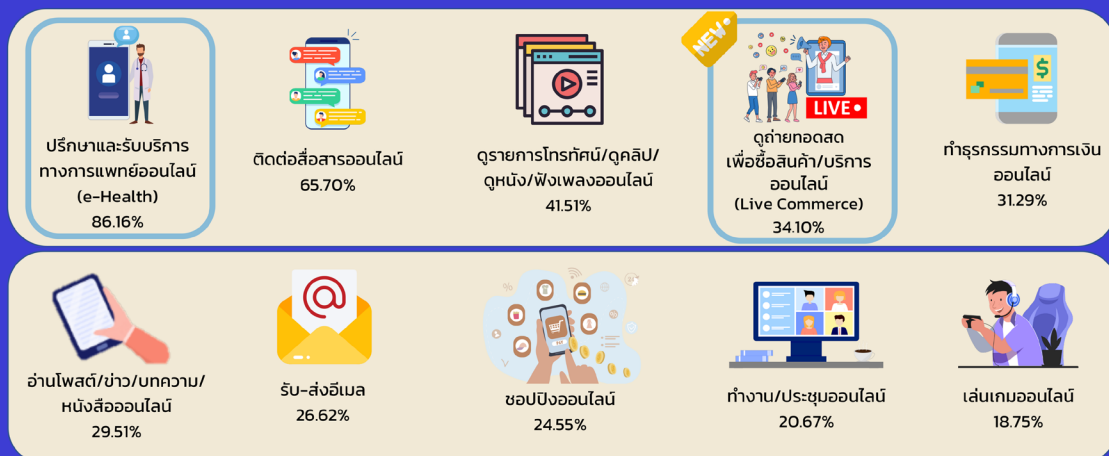 ปรึกษาและรับบริการ
ทางการแพทย์ออนไลน์
(e-Health)
86.16%
ติดต่อสื่อสารออนไลน์
65.70%
ดูรายการโทรทัศน์/ดูคลิป/
ดูหนัง/ฟังเพลงออนไลน์
41.51%
NEW
LIVE
ดูถ่ายทอดสด
เพื่อซื้อสินค้า/บริการ
ออนไลน์
(Live Commerce)
34.10%
ทำธุรกรรมทางการเงิน
ออนไลน์
31.29%
อ่านโพสต์/ข่าว/บทความ/
หนังสือออนไลน์
29.51%
รับ-ส่งอีเมล
26.62%
ชอปปิงออนไลน์
24.55%
ทำงาน/ประชุมออนไลน์
20.67%
เล่นเกมออนไลน์
18.75%